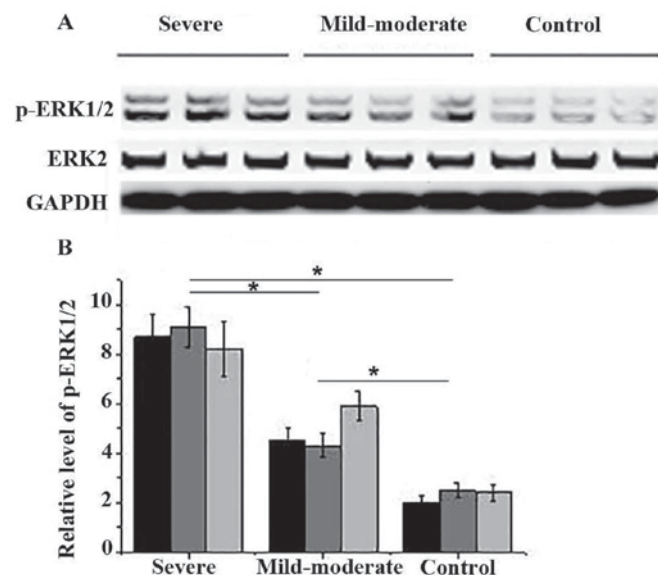 A
Severe Mild-moderate Control
p-ERK1/2
ERK2
GAPDH
B
Relative level of p-ERK1/2
10
8
6
4
2
0
*
*
*
Severe Mild-moderate Control